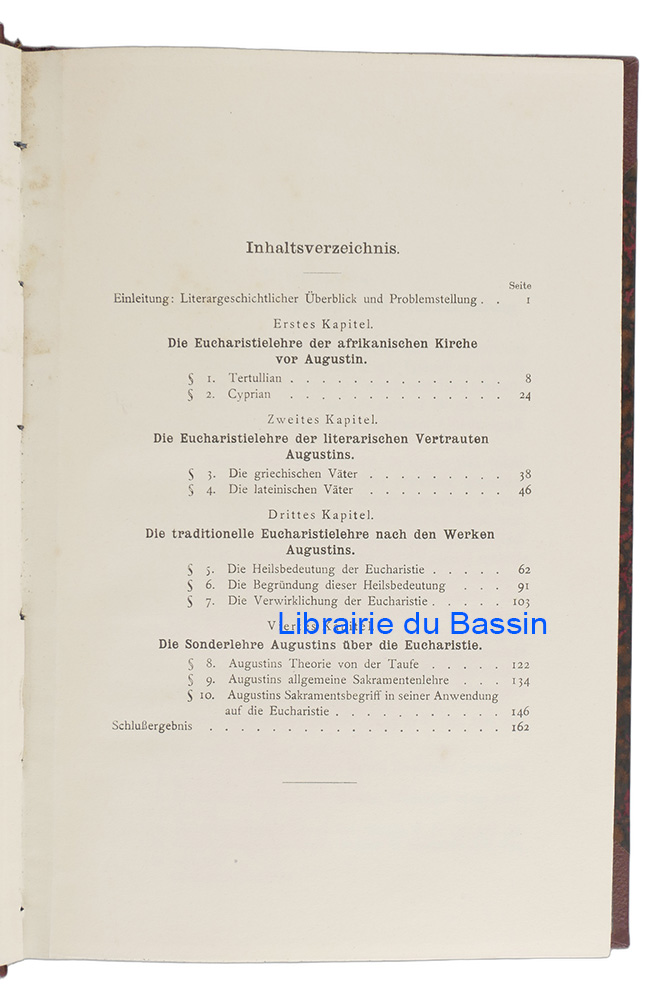 Inhaltsverzeichnis.
Seite
Einleitung: Literargeschichtlicher Überblick und Problemstellung . . 1
Erstes Kapitel.
Die Eucharistielehre der afrikanischen Kirche
vor Augustin.
§ 1. Tertullian . . . . . . . . . . . . . . 8
§ 2. Cyprian . . . . . . . . . . . . . . 24
Zweites Kapitel.
Die Eucharistielehre der literarischen Vertrauten
Augustins.
§ 3. Die griechischen Väter . . . . . . . . . 38
§ 4. Die lateinischen Väter . . . . . . . . . 46
Drittes Kapitel.
Die traditionelle Eucharistielehre nach den Werken
Augustins.
§ 5. Die Heilsbedeutung der Eucharistie . . . . . 62
§ 6. Die Begründung dieser Heilsbedeutung . . . 91
§ 7. Die Verwirklichung der Eucharistie . . . . . 103
Viertes Kapitel.
Librairie du Bassin
Die Sonderlehre Augustins über die Eucharistie.
§ 8. Augustins Theorie von der Taufe . . . . . 122
§ 9. Augustins allgemeine Sakramentenlehre . . . 134
§ 10. Augustins Sakramentsbegriff in seiner Anwendung
auf die Eucharistie . . . . . . . . . . . 146
Schlußergebnis . . . . . . . . . . . . . . . . . . . 162